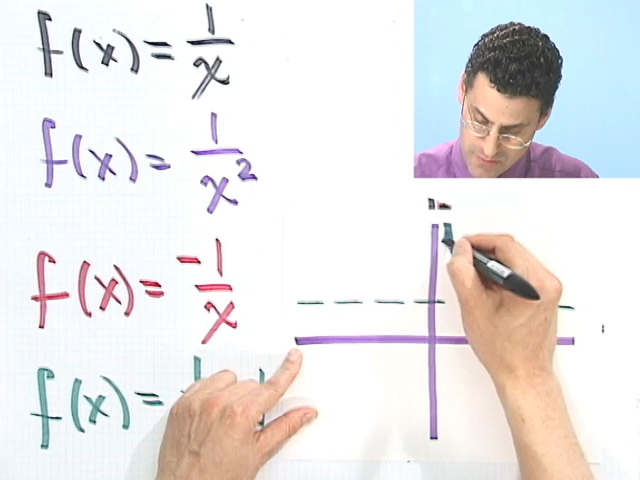 f(x) = 1/x
f(x) = 1/x²
f(x) = -1/x
f(x) =